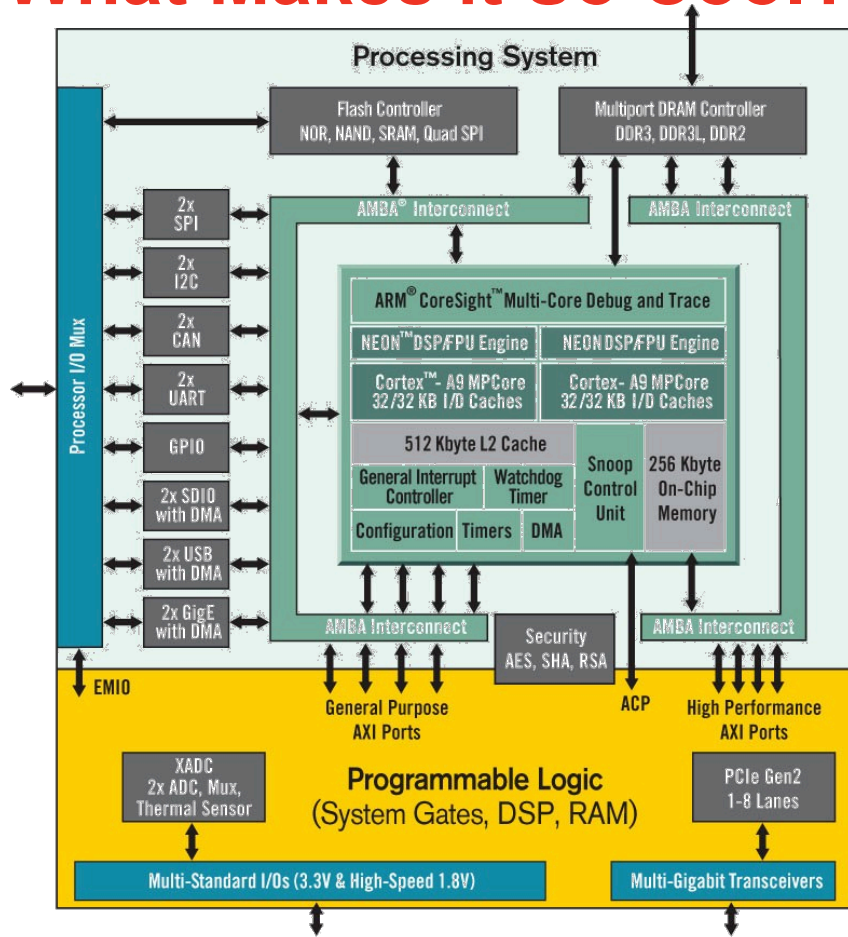 What Makes it So Cool?
Processing System
Flash Controller
NOR, NAND, SRAM, Quad SPI
Multiport DRAM Controller
DDR3, DDR3L, DDR2
AMBA® Interconnect
AMBA Interconnect
Processor I/O Mux
2x
SPI
2x
I2C
2x
CAN
2x
UART
GPIO
2x SDIO
with DMA
2x USB
with DMA
2x GigE
with DMA
ARM® CoreSight™ Multi-Core Debug and Trace
NEON™ DSP/FPU Engine
NEON DSP/FPU Engine
Cortex™- A9 MPCore
32/32 KB I/D Caches
Cortex- A9 MPCore
32/32 KB I/D Caches
512 Kbyte L2 Cache
General Interrupt
Controller
Watchdog
Timer
Configuration
Timers
DMA
Snoop
Control
Unit
256 Kbyte
On-Chip
Memory
AMBA Interconnect
Security
AES, SHA, RSA
AMBA Interconnect
EMIO
General Purpose
AXI Ports
ACP
High Performance
AXI Ports
XADC
2x ADC, Mux,
Thermal Sensor
Programmable Logic
(System Gates, DSP, RAM)
PCIe Gen2
1-8 Lanes
Multi-Standard I/Os (3.3V & High-Speed 1.8V)
Multi-Gigabit Transceivers